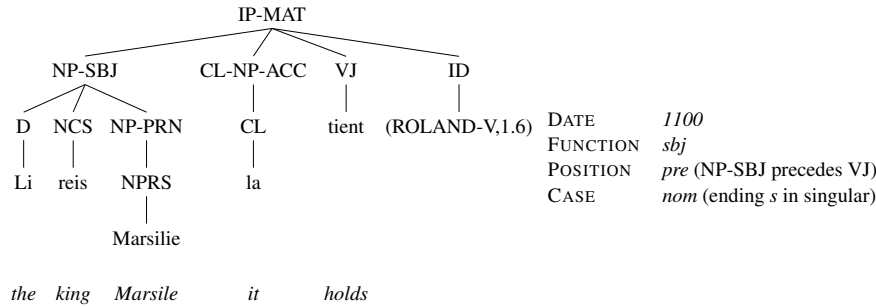 IP-MAT
NP-SBJ CL-NP-ACC VJ ID
D NCS NP-PRN CL tient (ROLAND-V,1.6)
Li reis NPRS la
Marsilie
the king Marsile it holds
DATE 1100
FUNCTION sbj
POSITION pre (NP-SBJ precedes VJ)
CASE nom (ending s in singular)